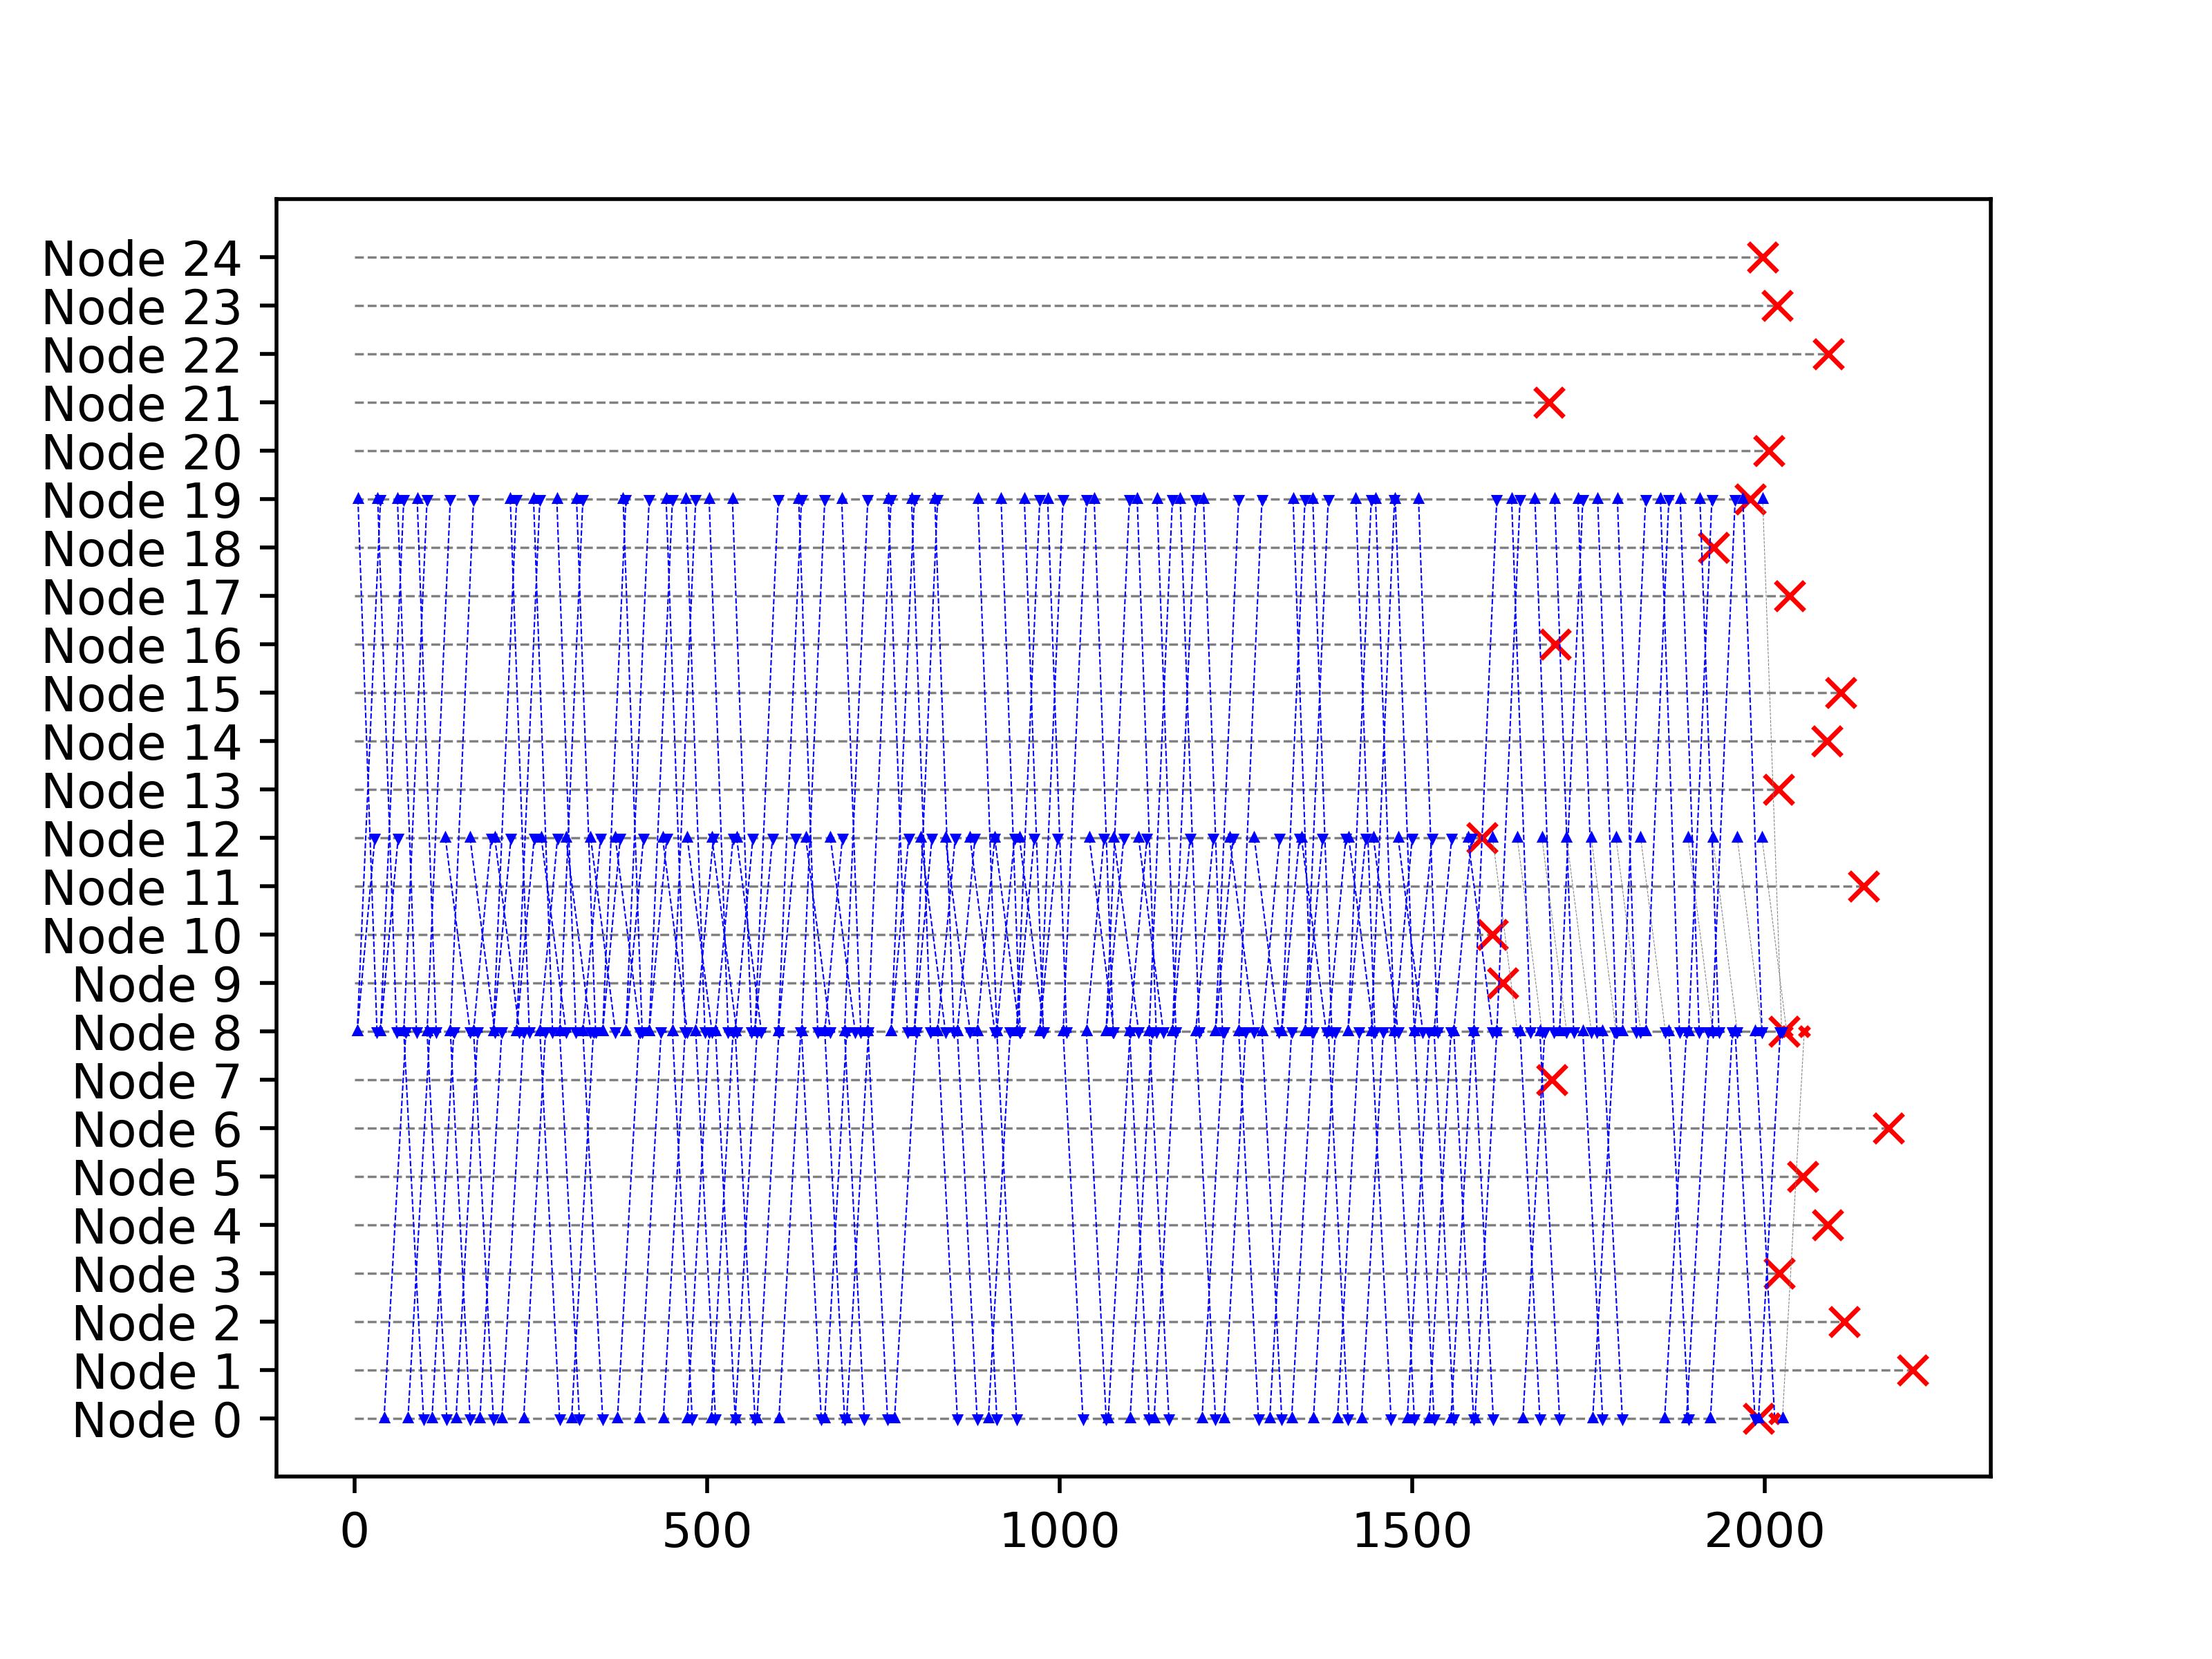 Node 24
Node 23
Node 22
Node 21
Node 20
Node 19
Node 18
Node 17
Node 16
Node 15
Node 14
Node 13
Node 12
Node 11
Node 10
Node 9
Node 8
Node 7
Node 6
Node 5
Node 4
Node 3
Node 2
Node 1
Node 0
0 500 1000 1500 2000